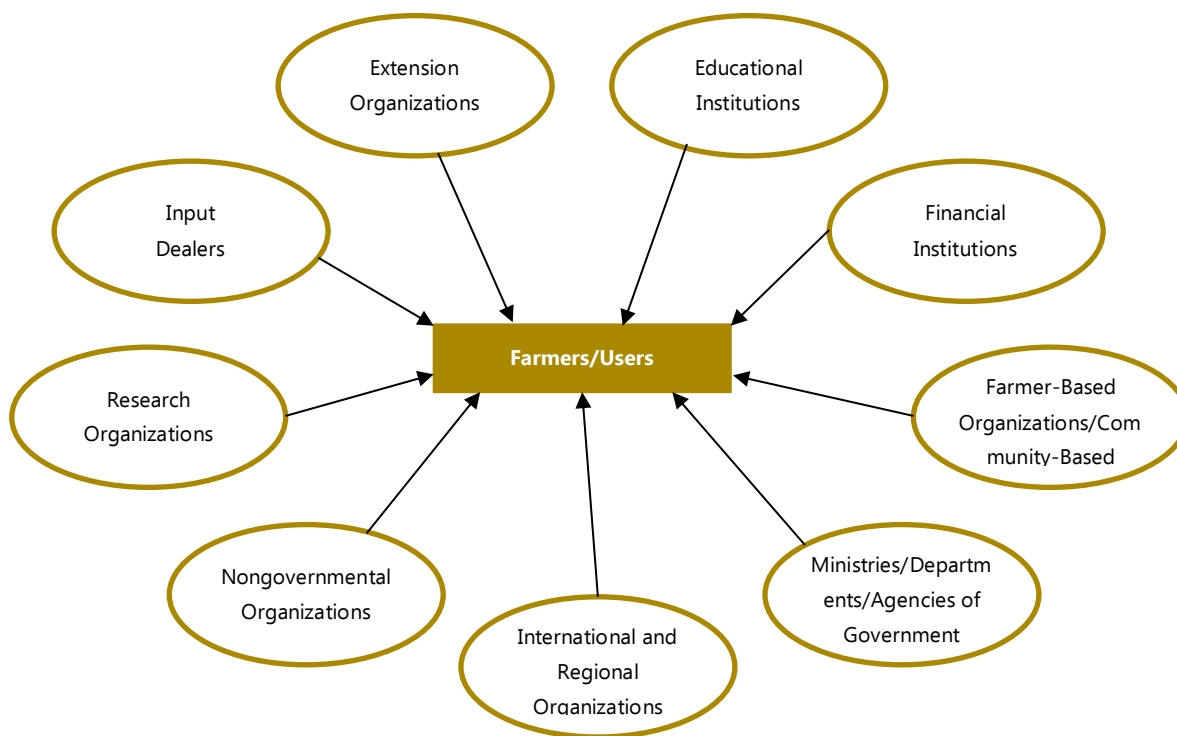 Extension
Organizations
Educational
Institutions
Input
Dealers
Financial
Institutions
Farmers/Users
Research
Organizations
Farmer-Based
Organizations/Com
munity-Based
Nongovernmental
Organizations
International and
Regional
Organizations
Ministries/Departm
ents/Agencies of
Government